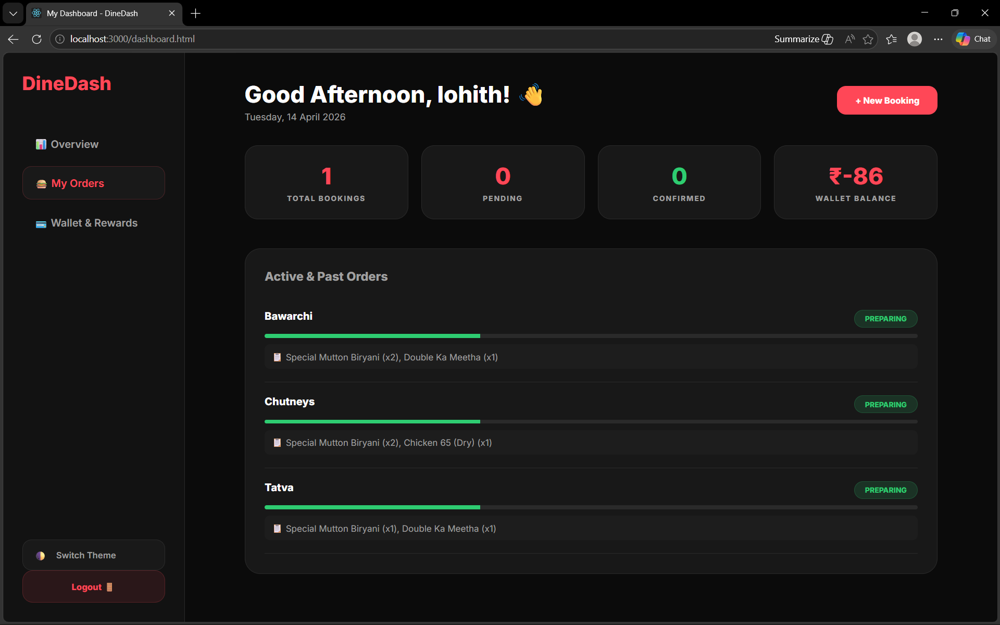 My Dashboard - DineDash
localhost:3000/dashboard.html
Summarize
Chat
DineDash
📊 Overview
🍔 My Orders
💳 Wallet & Rewards
🌗 Switch Theme
Logout 🚪
Good Afternoon, lohith! 👋
Tuesday, 14 April 2026
+ New Booking
1
TOTAL BOOKINGS
0
PENDING
0
CONFIRMED
₹-86
WALLET BALANCE
Active & Past Orders
Bawarchi
PREPARING
📋 Special Mutton Biryani (x2), Double Ka Meetha (x1)
Chutneys
PREPARING
📋 Special Mutton Biryani (x2), Chicken 65 (Dry) (x1)
Tatva
PREPARING
📋 Special Mutton Biryani (x1), Double Ka Meetha (x1)